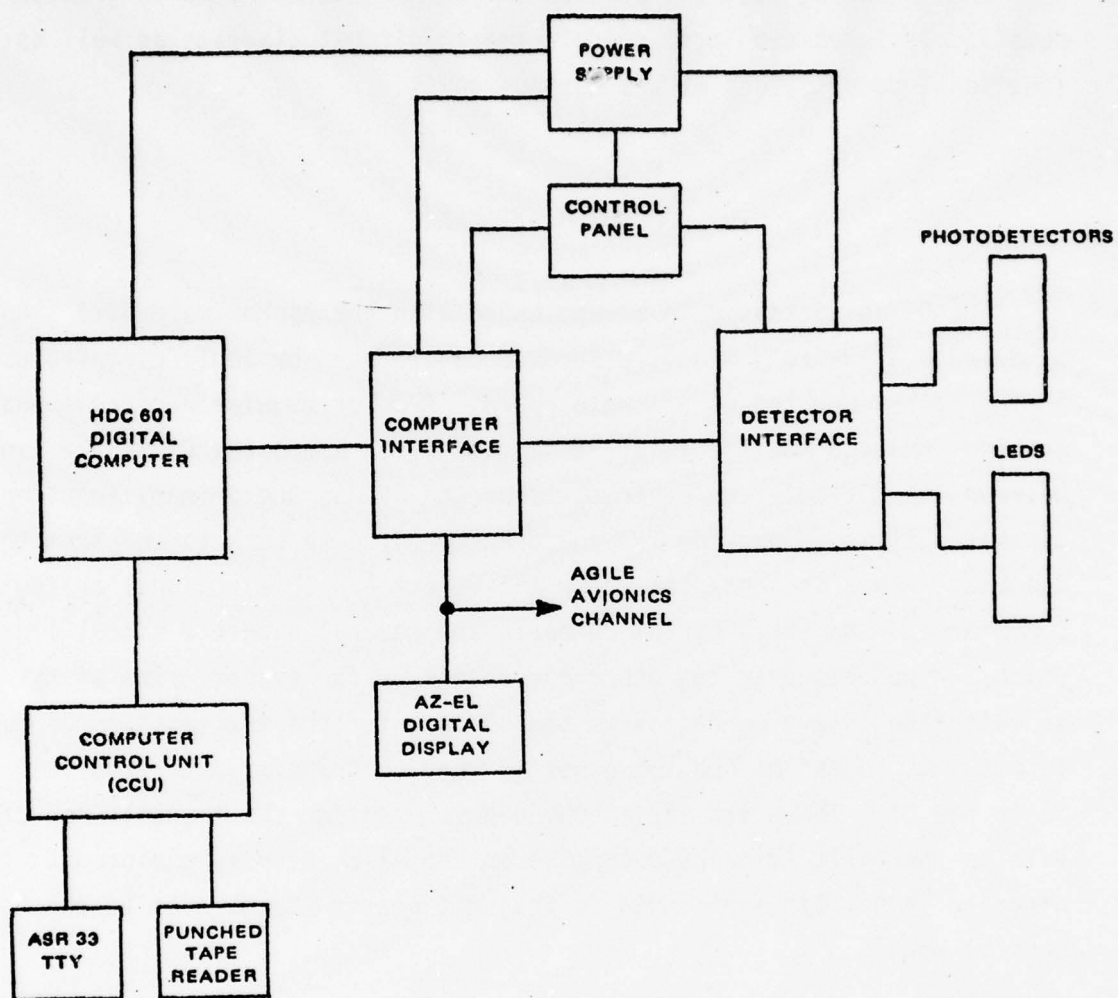 POWER
SUPPLY
CONTROL
PANEL
PHOTODETECTORS
HDC 601
DIGITAL
COMPUTER
COMPUTER
INTERFACE
DETECTOR
INTERFACE
LEDS
AGILE
AVIONICS
CHANNEL
AZ-EL
DIGITAL
DISPLAY
COMPUTER
CONTROL UNIT
(CCU)
ASR 33
TTY
PUNCHED
TAPE
READER